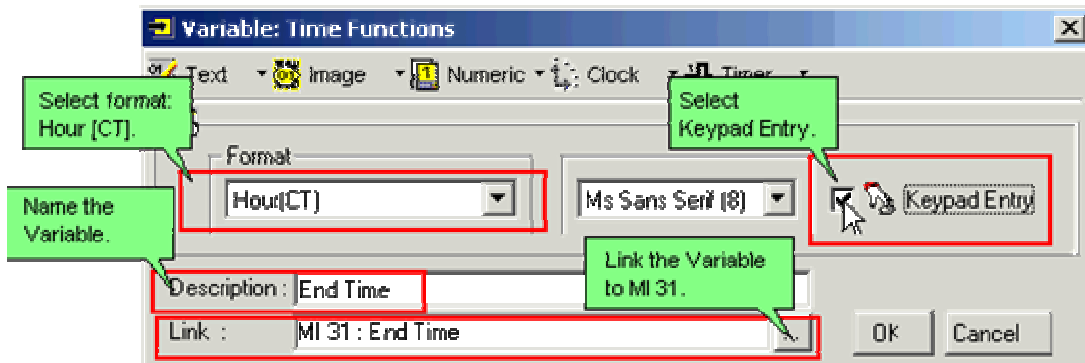 Variable: Time Functions
Text Image Numeric Clock Timer
Select format:
Hour [CT].
Select
Keypad Entry.
Format
Hour(CT)
Ms Sans Serif (8)
Keypad Entry
Name the
Variable.
Link the Variable
to MI 31.
Description : End Time
Link : MI 31 : End Time
OK Cancel